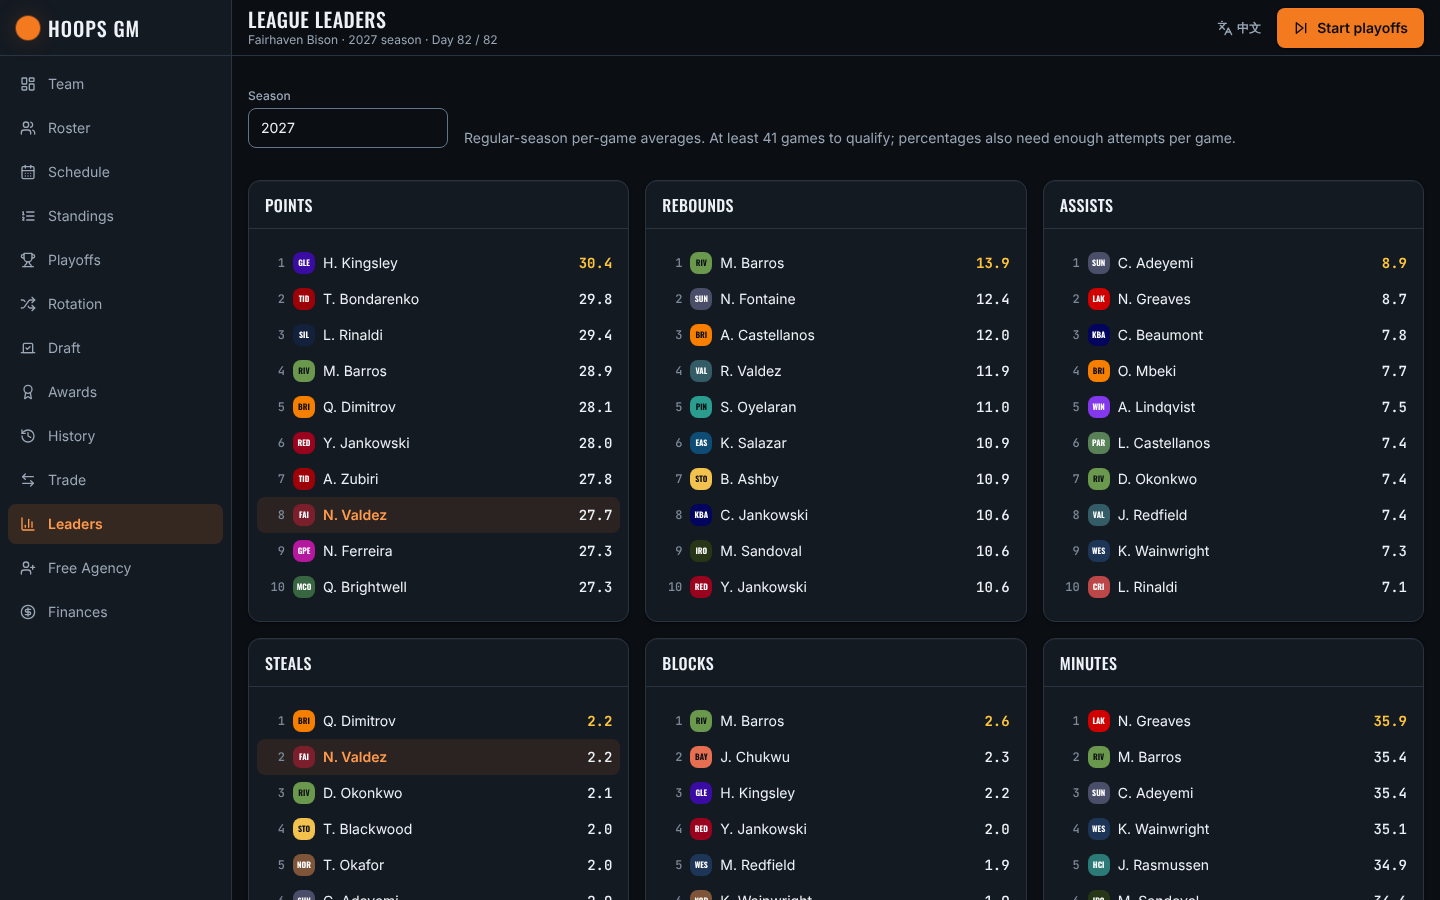 HOOPS GM
Team
Roster
Schedule
Standings
Playoffs
Rotation
Draft
Awards
History
Trade
Leaders
Free Agency
Finances
LEAGUE LEADERS
Fairhaven Bison · 2027 season · Day 82 / 82
中文
Start playoffs
Season
2027
Regular-season per-game averages. At least 41 games to qualify; percentages also need enough attempts per game.
POINTS
1 GLE H. Kingsley 30.4
2 TID T. Bondarenko 29.8
3 SIL L. Rinaldi 29.4
4 RIV M. Barros 28.9
5 BRI Q. Dimitrov 28.1
6 RED Y. Jankowski 28.0
7 TID A. Zubiri 27.8
8 FAI N. Valdez 27.7
9 GPE N. Ferreira 27.3
10 MCO Q. Brightwell 27.3
REBOUNDS
1 RIV M. Barros 13.9
2 SUN N. Fontaine 12.4
3 BRI A. Castellanos 12.0
4 VAL R. Valdez 11.9
5 PIN S. Oyelaran 11.0
6 EAS K. Salazar 10.9
7 STO B. Ashby 10.9
8 KBA C. Jankowski 10.6
9 IRO M. Sandoval 10.6
10 RED Y. Jankowski 10.6
ASSISTS
1 SUN C. Adeyemi 8.9
2 LAK N. Greaves 8.7
3 KBA C. Beaumont 7.8
4 BRI O. Mbeki 7.7
5 WIN A. Lindqvist 7.5
6 PAR L. Castellanos 7.4
7 RIV D. Okonkwo 7.4
8 VAL J. Redfield 7.4
9 WES K. Wainwright 7.3
10 CRI L. Rinaldi 7.1
STEALS
1 BRI Q. Dimitrov 2.2
2 FAI N. Valdez 2.2
3 RIV D. Okonkwo 2.1
4 STO T. Blackwood 2.0
5 NOR T. Okafor 2.0
BLOCKS
1 RIV M. Barros 2.6
2 BAY J. Chukwu 2.3
3 GLE H. Kingsley 2.2
4 RED Y. Jankowski 2.0
5 WES M. Redfield 1.9
MINUTES
1 LAK N. Greaves 35.9
2 RIV M. Barros 35.4
3 SUN C. Adeyemi 35.4
4 WES K. Wainwright 35.1
5 HCI J. Rasmussen 34.9